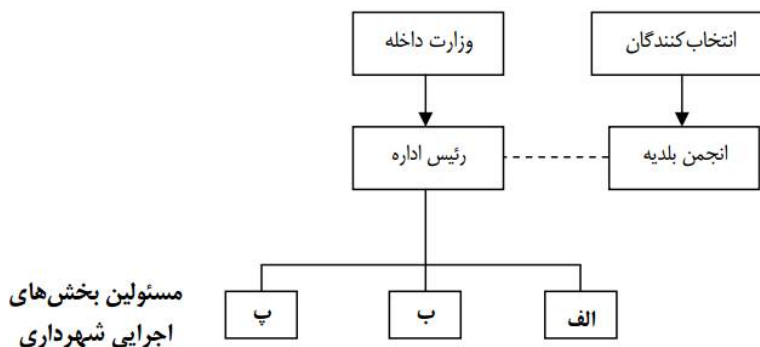 انتخاب‌کنندگان
وزارت داخله
انجمن بلدیه
رئیس اداره
الف
ب
پ
مسئولین بخش‌های
اجرایی شهرداری